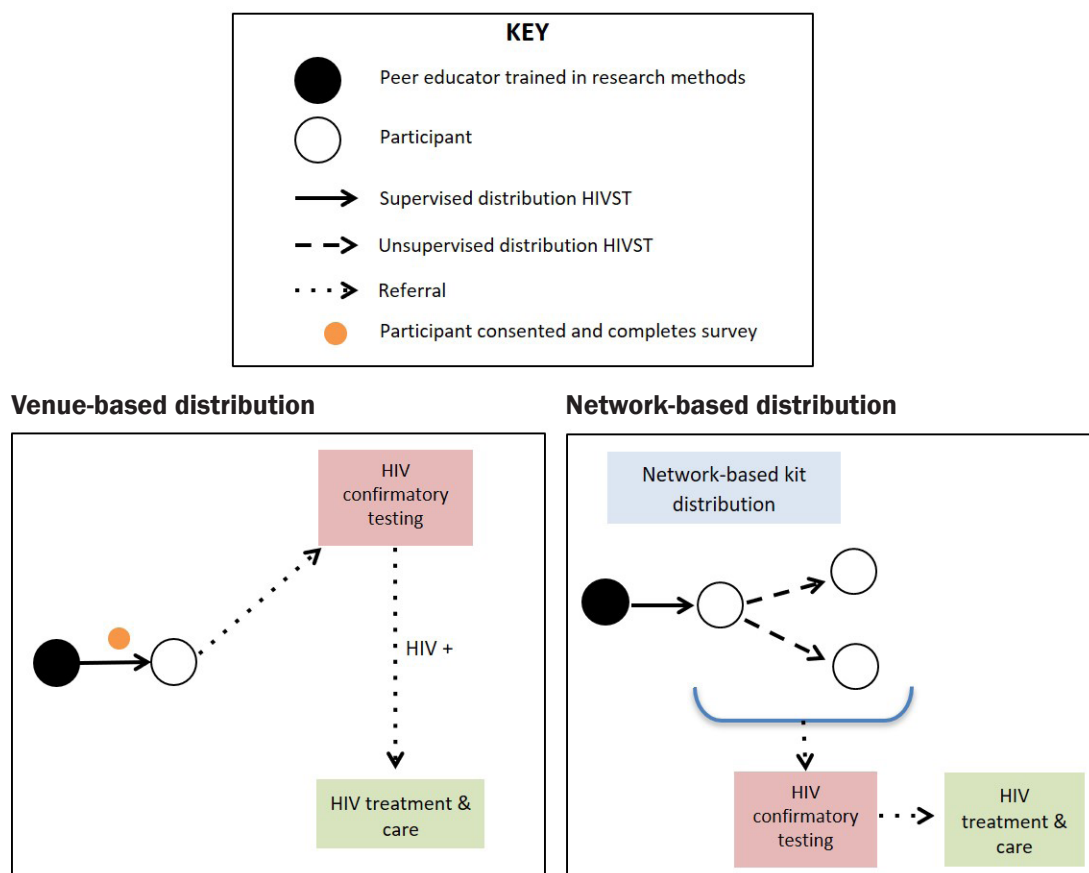 KEY
Peer educator trained in research methods
Participant
Supervised distribution HIVST
Unsupervised distribution HIVST
Referral
Participant consented and completes survey
Venue-based distribution
HIV
confirmatory
testing
HIV +
HIV treatment &
care
Network-based distribution
Network-based kit
distribution
HIV
confirmatory
testing
HIV
treatment &
care